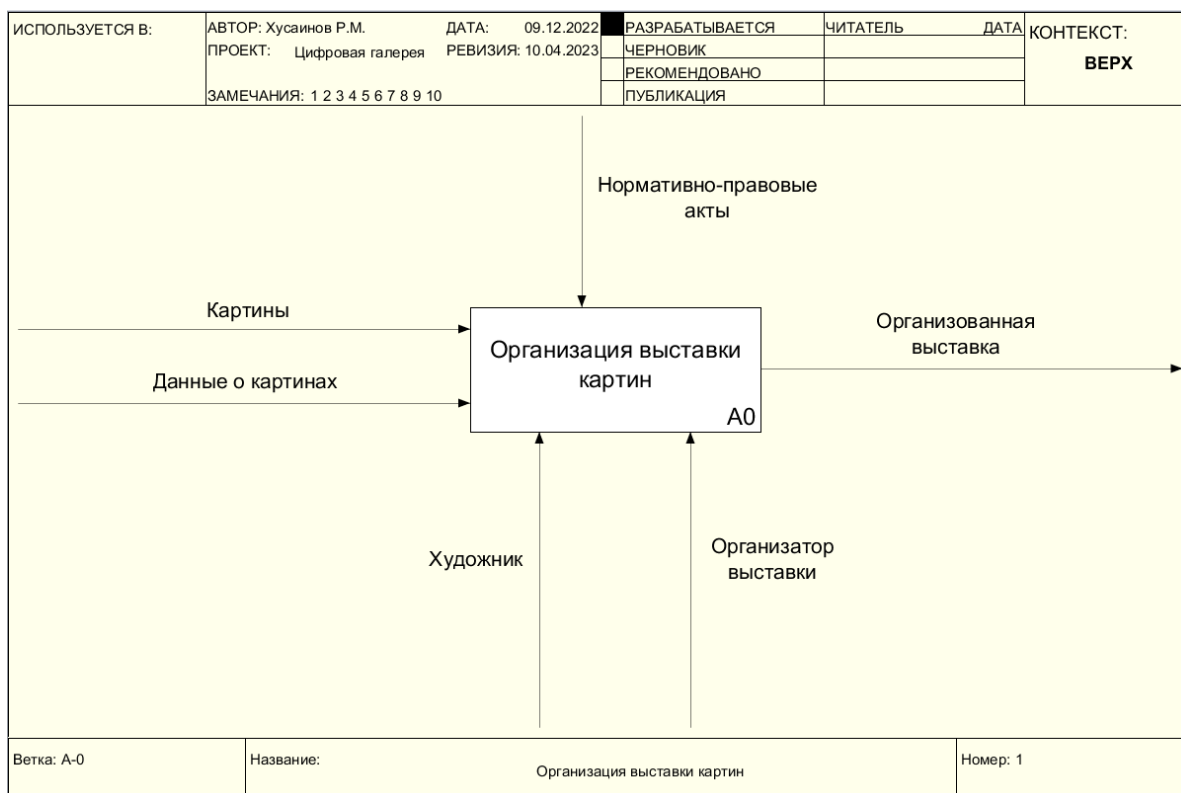 ИСПОЛЬЗУЕТСЯ В:
АВТОР: Хусаинов Р.М.
ДАТА: 09.12.2022
ПРОЕКТ: Цифровая галерея
РЕВИЗИЯ: 10.04.2023
ЗАМЕЧАНИЯ: 1 2 3 4 5 6 7 8 9 10
РАЗРАБАТЫВАЕТСЯ
ЧЕРНОВИК
РЕКОМЕНДОВАНО
ПУБЛИКАЦИЯ
ЧИТАТЕЛЬ
ДАТА
КОНТЕКСТ:
ВЕРХ
Нормативно-правовые
акты
Картины
Данные о картинах
Организация выставки
картин
A0
Организованная
выставка
Художник
Организатор
выставки
Ветка: A-0
Название:
Организация выставки картин
Номер: 1